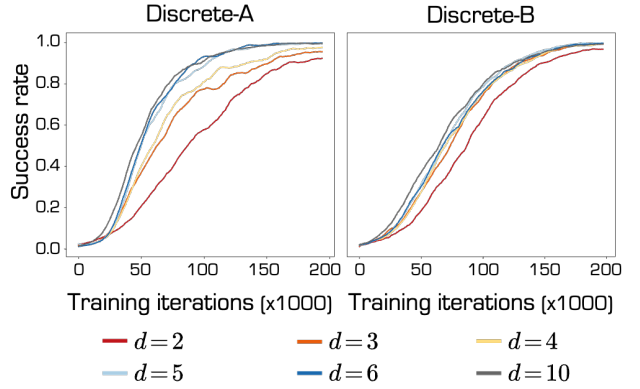 Discrete-A
Discrete-B
Success rate
1.0
0.8
0.6
0.4
0.2
0.0
0 50 100 150 200
0 50 100 150 200
Training iterations (x1000)
Training iterations (x1000)
d=2
d=3
d=4
d=5
d=6
d=10